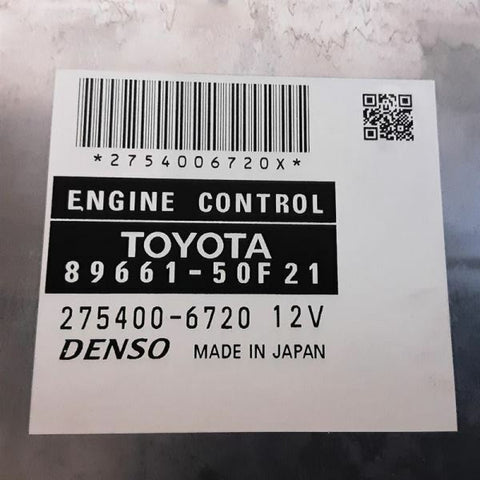 *2754006720X*
ENGINE CONTROL
TOYOTA
89661-50F21
275400-6720 12V
DENSO MADE IN JAPAN